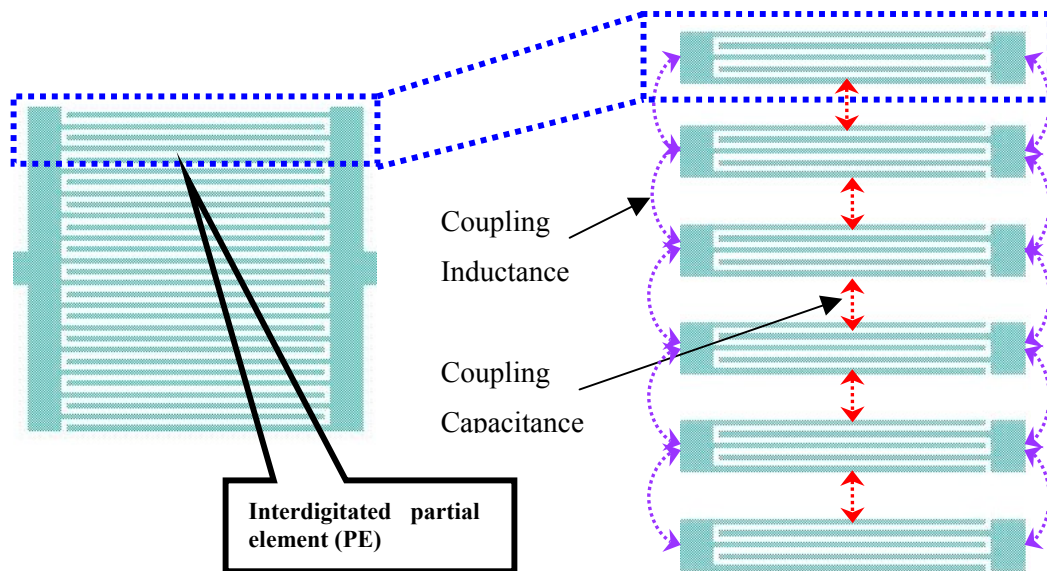 Coupling
Inductance
Coupling
Capacitance
Interdigitated partial
element (PE)